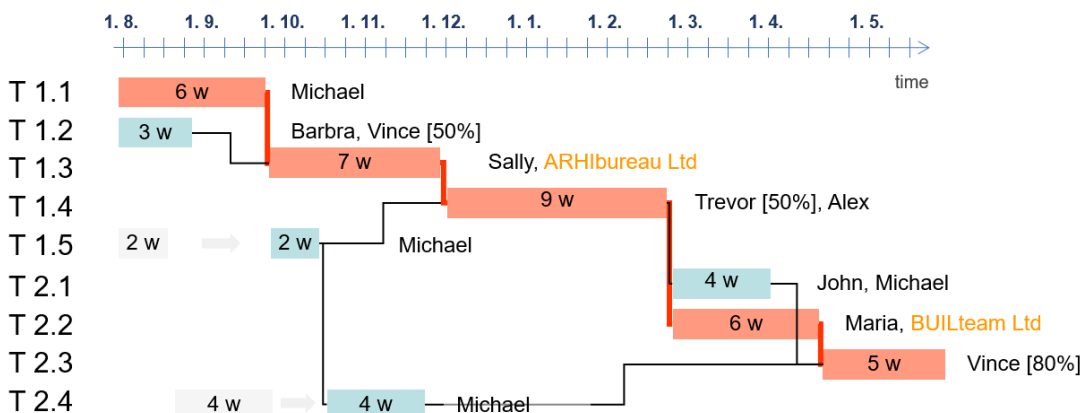 1. 8. 1. 9. 1. 10. 1. 11. 1. 12. 1. 1. 1. 2. 1. 3. 1. 4. 1. 5.
time
T 1.1 6 w Michael
T 1.2 3 w Barbra, Vince [50%]
T 1.3 7 w Sally, ARHIbureau Ltd
T 1.4 9 w Trevor [50%], Alex
T 1.5 2 w 2 w Michael
T 2.1 4 w John, Michael
T 2.2 6 w Maria, BUILteam Ltd
T 2.3 5 w Vince [80%]
T 2.4 4 w 4 w Michael